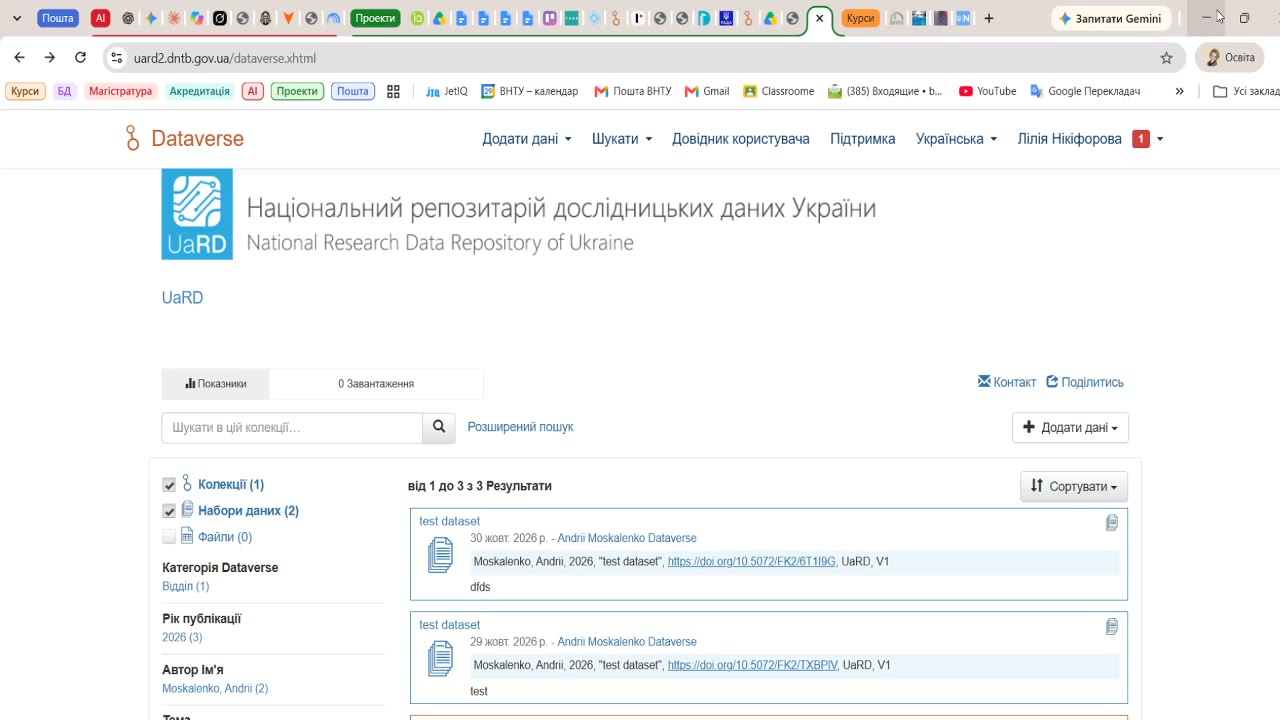 Пошта
AI
Проекти
Курси
Запитати Gemini
uard2.dntb.gov.ua/dataverse.xhtml
Освіта
Курси
БД
Магістратура
Акредитація
AI
Проекти
Пошта
JetIQ
ВНТУ – календар
Пошта ВНТУ
Gmail
Classroome
(385) Входящие • b...
YouTube
Google Перекладач
Усі заклад
Dataverse
Додати дані
Шукати
Довідник користувача
Підтримка
Українська
Лілія Нікіфорова 1
Національний репозитарій дослідницьких даних України
National Research Data Repository of Ukraine
UaRD
UaRD
Показники
0 Завантаження
Контакт
Поділитись
Шукати в цій колекції…
Розширений пошук
Додати дані
Колекції (1)
Набори даних (2)
Файли (0)
Категорія Dataverse
Відділ (1)
Рік публікації
2026 (3)
Автор Ім'я
Moskalenko, Andrii (2)
Тема
від 1 до 3 з 3 Результати
Сортувати
test dataset
30 жовт. 2026 р. - Andrii Moskalenko Dataverse
Moskalenko, Andrii, 2026, "test dataset", https://doi.org/10.5072/FK2/6T1I9G, UaRD, V1
dfds
test dataset
29 жовт. 2026 р. - Andrii Moskalenko Dataverse
Moskalenko, Andrii, 2026, "test dataset", https://doi.org/10.5072/FK2/TXBPIV, UaRD, V1
test